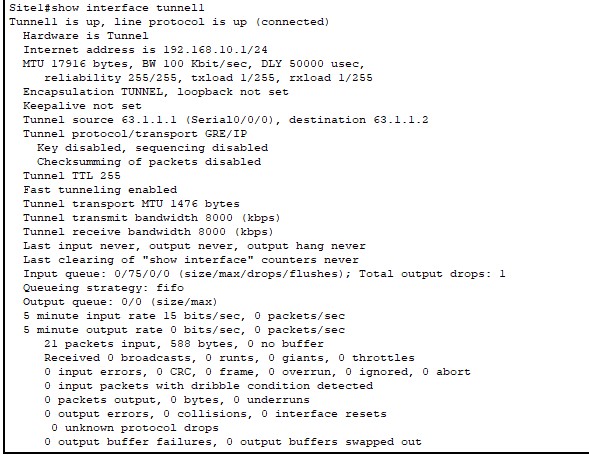 Site1#show interface tunnel1
Tunnel1 is up, line protocol is up (connected)
Hardware is Tunnel
Internet address is 192.168.10.1/24
MTU 17916 bytes, BW 100 Kbit/sec, DLY 50000 usec,
reliability 255/255, txload 1/255, rxload 1/255
Encapsulation TUNNEL, loopback not set
Keepalive not set
Tunnel source 63.1.1.1 (Serial0/0/0), destination 63.1.1.2
Tunnel protocol/transport GRE/IP
Key disabled, sequencing disabled
Checksumming of packets disabled
Tunnel TTL 255
Fast tunneling enabled
Tunnel transport MTU 1476 bytes
Tunnel transmit bandwidth 8000 (kbps)
Tunnel receive bandwidth 8000 (kbps)
Last input never, output never, output hang never
Last clearing of "show interface" counters never
Input queue: 0/75/0/0 (size/max/drops/flushes); Total output drops: 1
Queueing strategy: fifo
Output queue: 0/0 (size/max)
5 minute input rate 15 bits/sec, 0 packets/sec
5 minute output rate 0 bits/sec, 0 packets/sec
21 packets input, 588 bytes, 0 no buffer
Received 0 broadcasts, 0 runts, 0 giants, 0 throttles
0 input errors, 0 CRC, 0 frame, 0 overrun, 0 ignored, 0 abort
0 input packets with dribble condition detected
0 packets output, 0 bytes, 0 underruns
0 output errors, 0 collisions, 0 interface resets
0 unknown protocol drops
0 output buffer failures, 0 output buffers swapped out